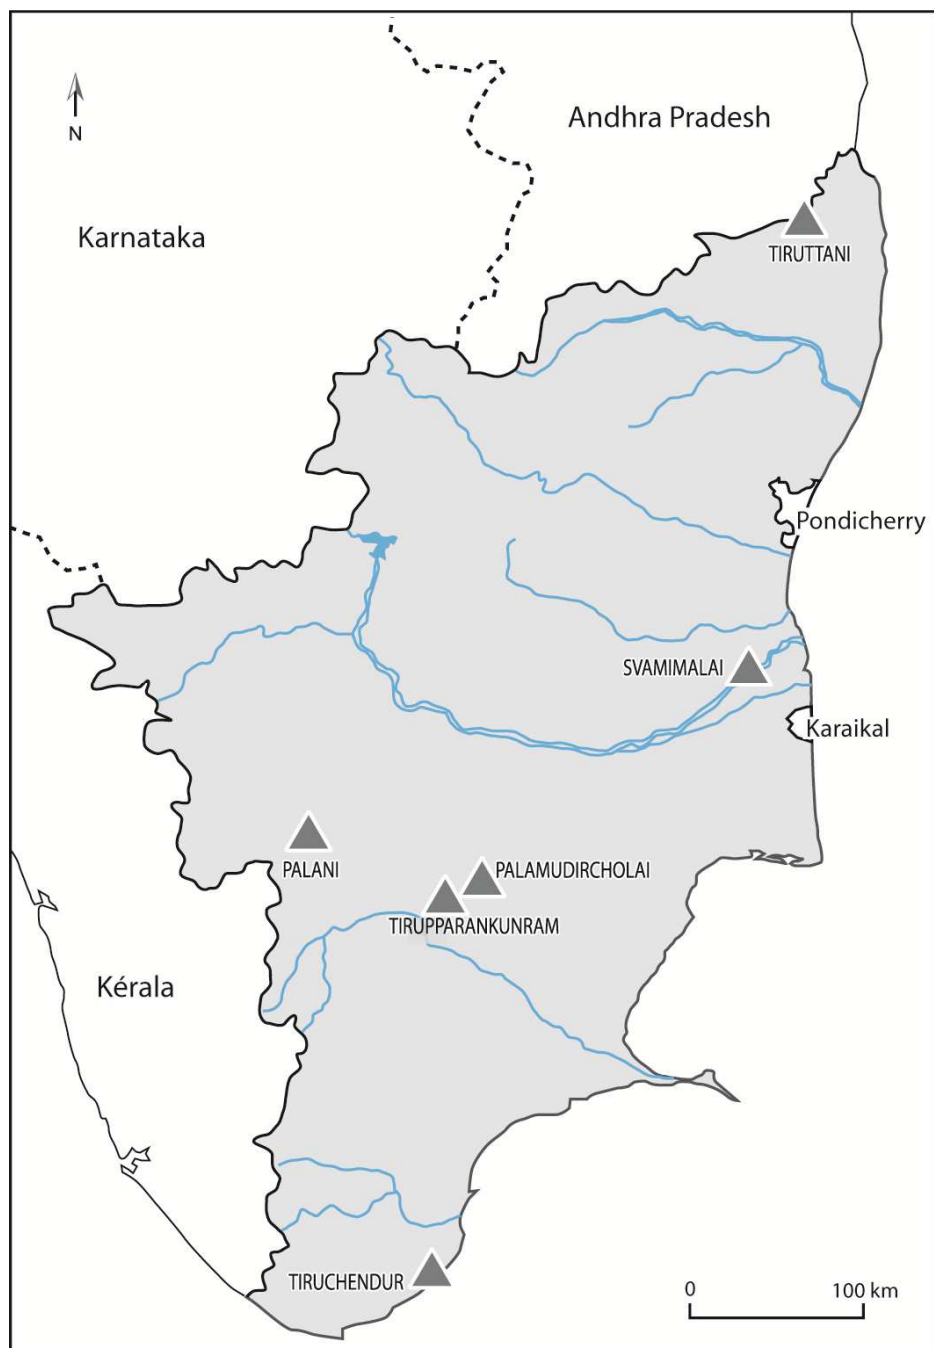 Andhra Pradesh
N
Karnataka
TIRUTTANI
Pondicherry
SVAMIMALAI
Karaikal
PALANI
PALAMUDIRCHOLAI
TIRUPPARANKUNRAM
Kérala
TIRUCHENDUR
0 100 km